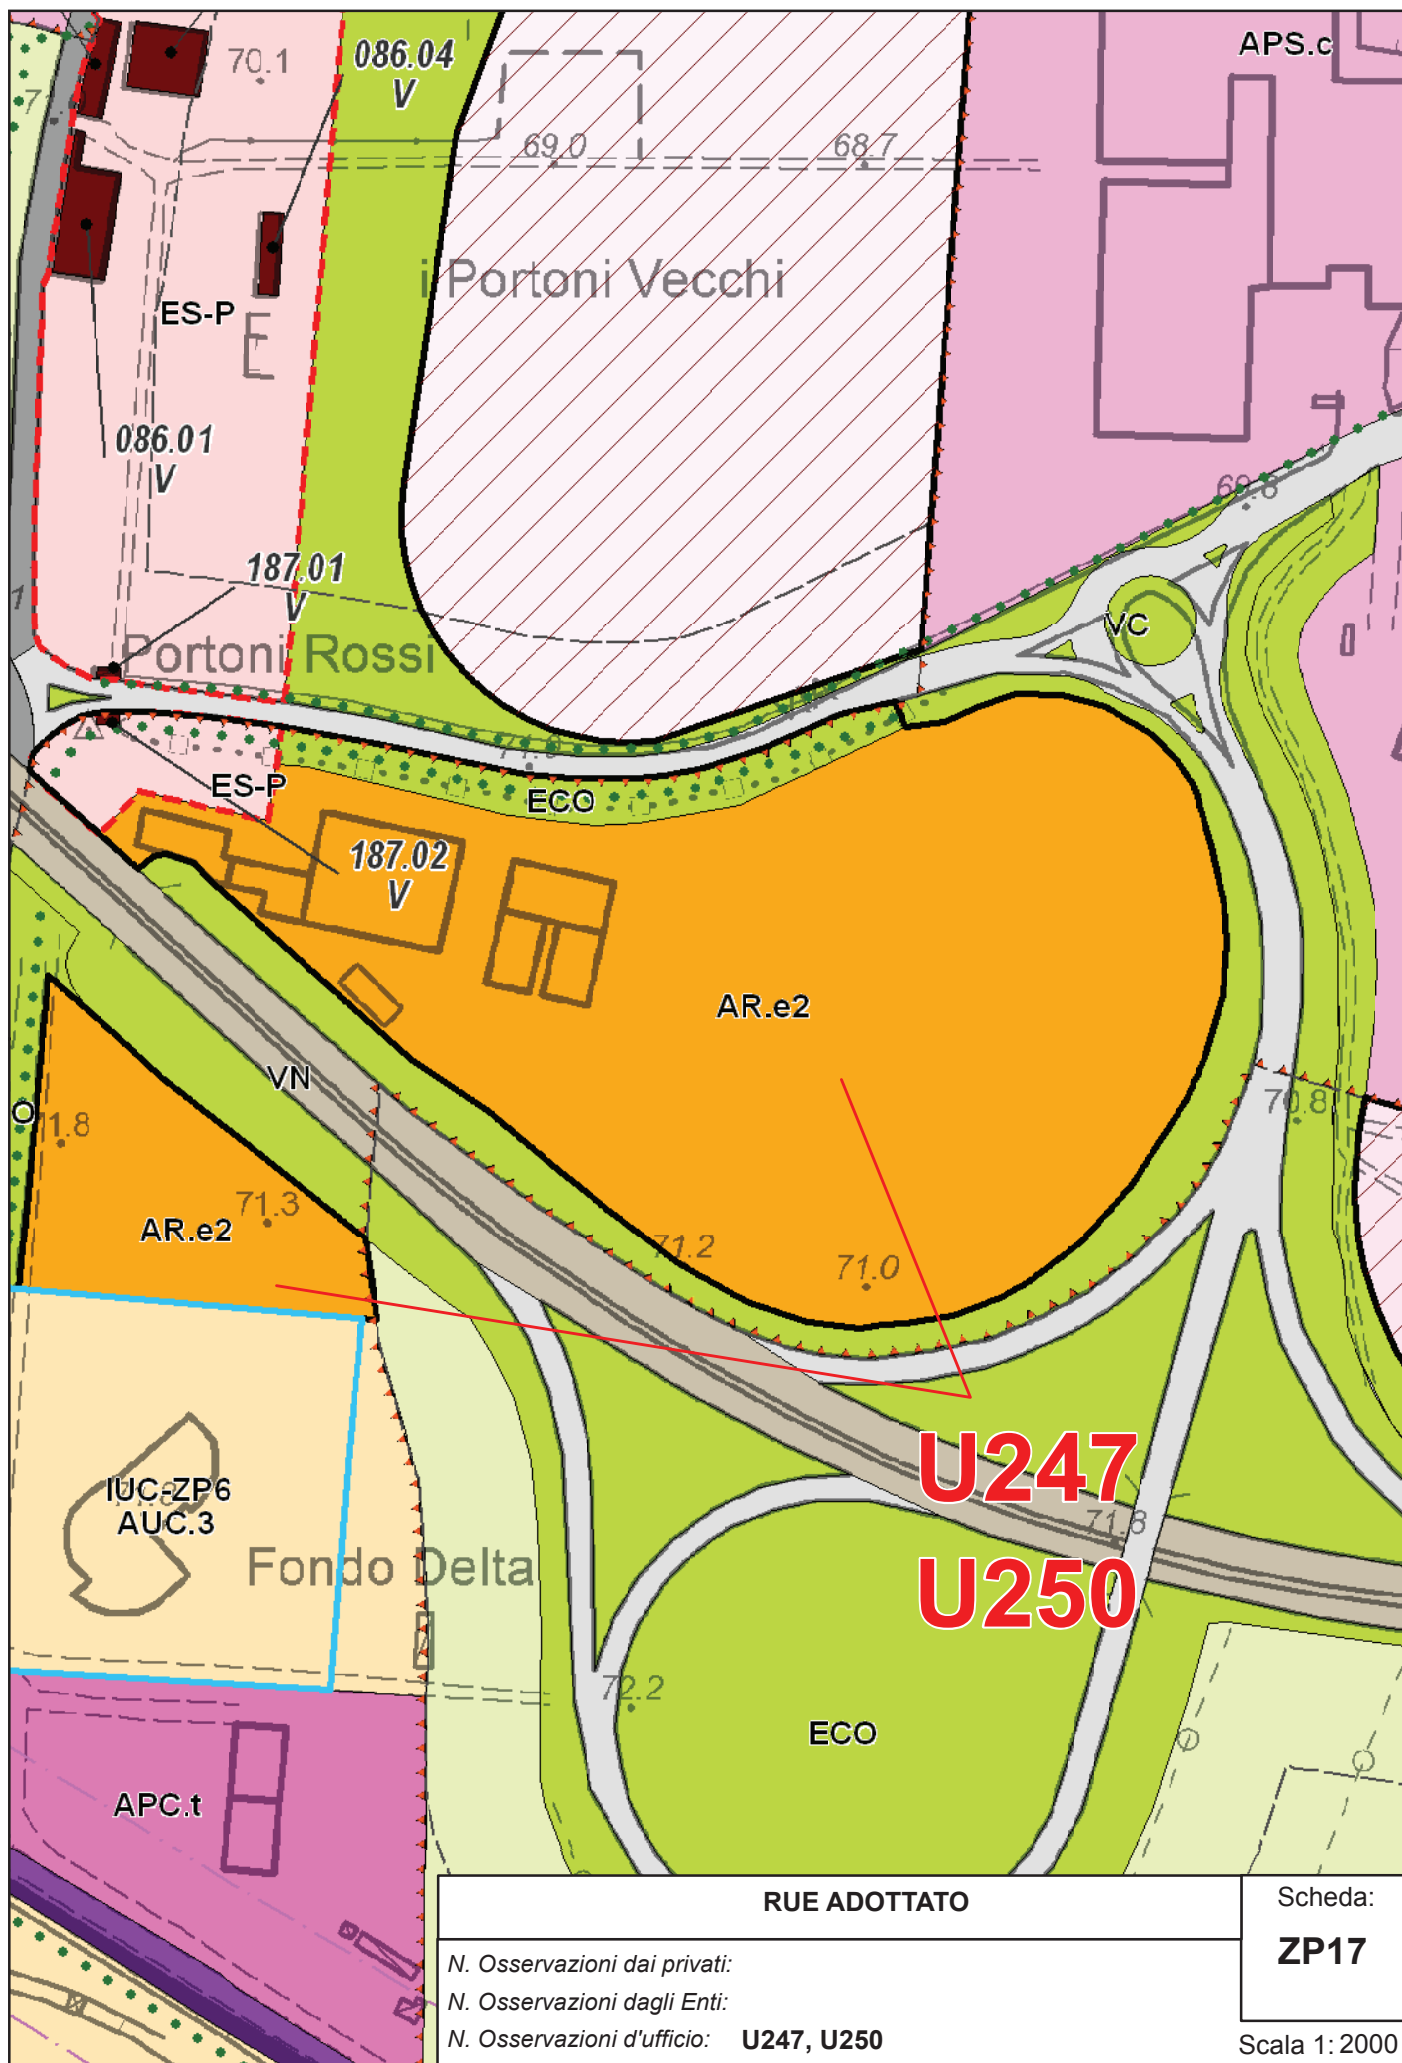 70.1
086.04
V
APS.c
69.0
68.7
i Portoni Vecchi
ES-P
E
086.01
V
69.8
187.01
V
Portoni Rossi
VC
ES-P
ECO
187.02
V
AR.e2
VN
O
71.8
70.8
71.3
AR.e2
71.2
71.0
U247
IUC-ZP6
AUC.3
71.8
Fondo Delta
U250
72.2
ECO
APC.t
RUE ADOTTATO
Scheda:
ZP17
N. Osservazioni dai privati:
N. Osservazioni dagli Enti:
N. Osservazioni d'ufficio: U247, U250
Scala 1: 2000